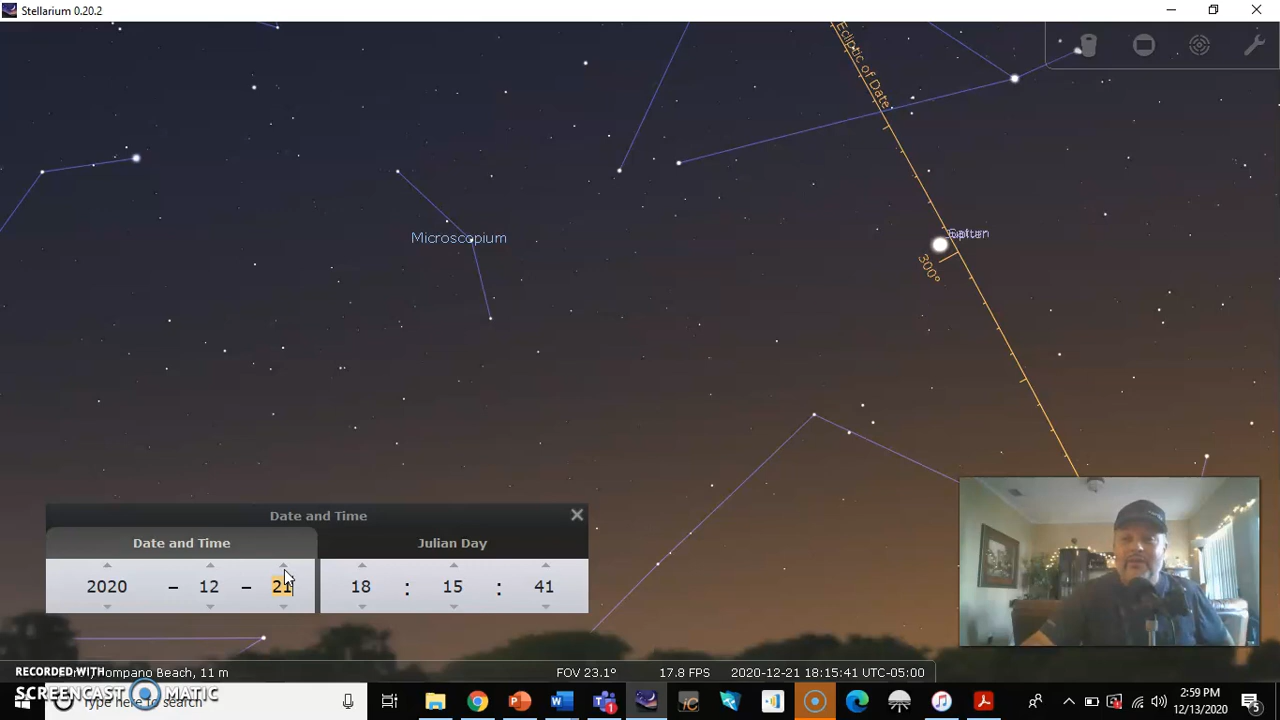 Stellarium 0.20.2
Ecliptic of Date
Microscopium
Saturn
300°
Date and Time
Date and Time
Julian Day
2020 – 12 – 21 18 : 15 : 41
Pompano Beach, 11 m
FOV 23.1°
17.8 FPS
2020-12-21 18:15:41 UTC-05:00
RECORDED WITH
SCREENCAST MATIC
Type here to search
2:59 PM
12/13/2020
5